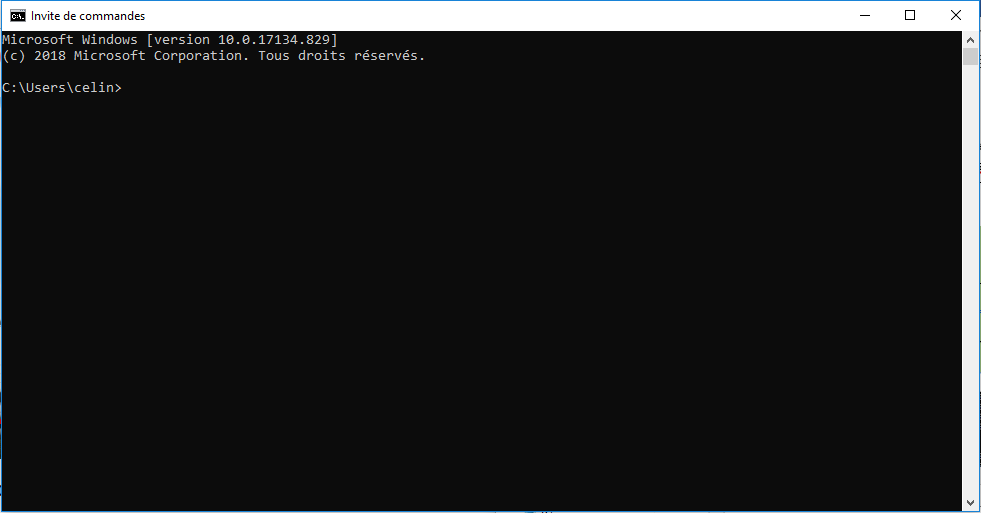 Invite de commandes
Microsoft Windows [version 10.0.17134.829]
(c) 2018 Microsoft Corporation. Tous droits réservés.
C:\Users\celin>